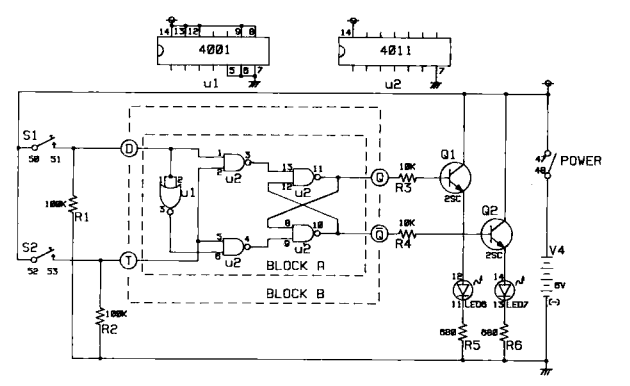 14 13 12 9 8
4001
5 6 7
u1
14
4011
7
u2
S1
50 51
D
1
2
3
u2
13
12
11
u2
Q
10K
R3
Q1
2SC
47
48
POWER
100K
R1
2
3
u1
8
9
10
u2
Q
10K
R4
Q2
2SC
S2
52 53
T
5
6
4
u2
BLOCK A
BLOCK B
V4
6V
(-)
12
11 LED6
14
13 LED7
100K
R2
680
R5
680
R6